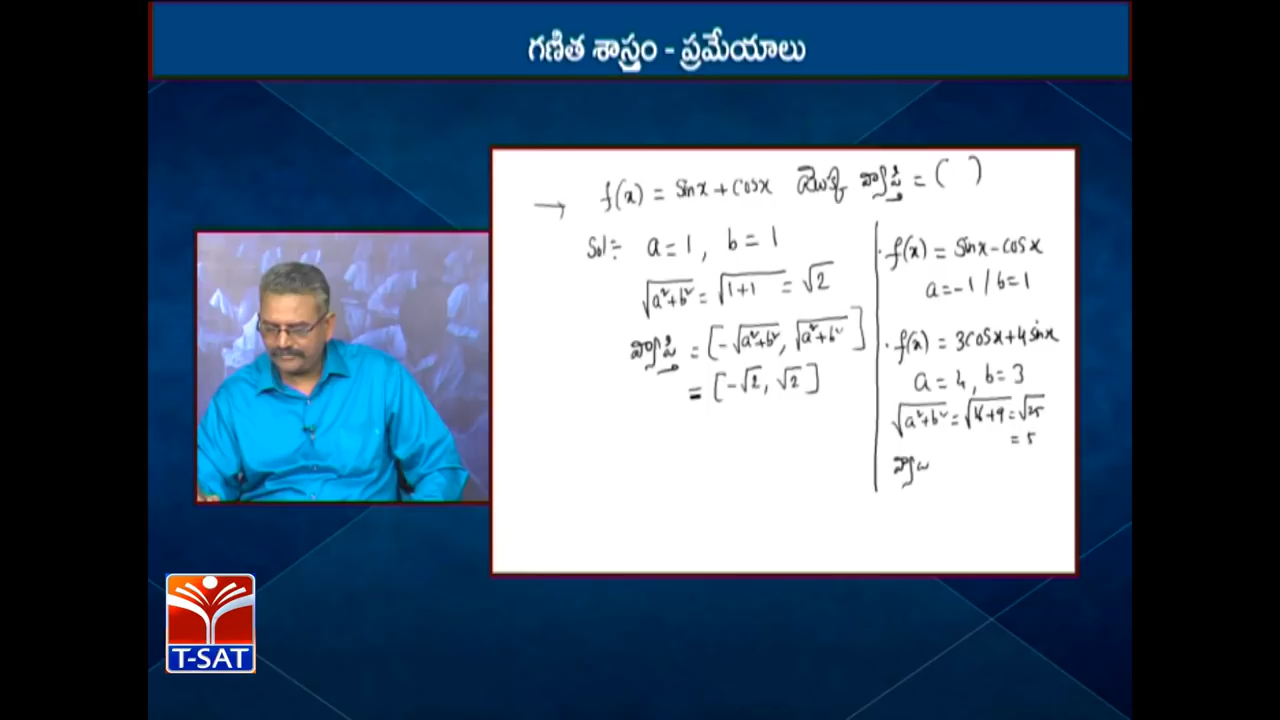 గణిత శాస్త్రం - ప్రమేయాలు
→ f(x) = sinx + cosx యొక్క వ్యాప్తి = ( )
Sol:- a = 1, b = 1
√a²+b² = √1+1 = √2
వ్యాప్తి = [-√a²+b², √a²+b²]
= [-√2, √2]
· f(x) = sinx - cosx
a = -1 / b = 1
· f(x) = 3cosx + 4sinx
a = 4, b = 3
√a²+b² = √16+9 = √25
= 5
T-SAT